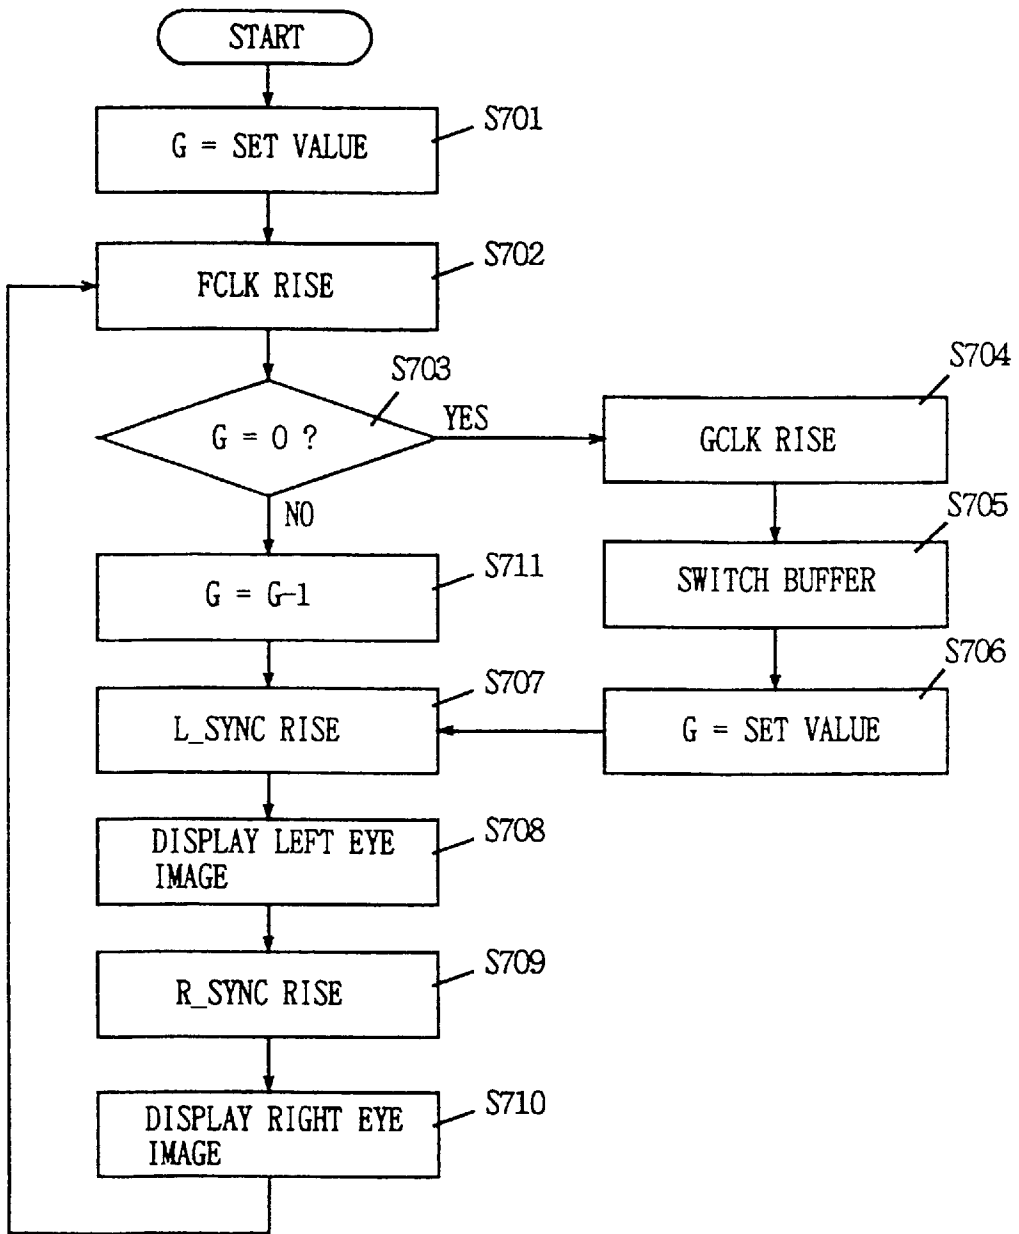 START
G = SET VALUE
S701
FCLK RISE
S702
G = 0 ?
S703
YES
NO
GCLK RISE
S704
SWITCH BUFFER
S705
G = SET VALUE
S706
G = G-1
S711
L_SYNC RISE
S707
DISPLAY LEFT EYE
IMAGE
S708
R_SYNC RISE
S709
DISPLAY RIGHT EYE
IMAGE
S710